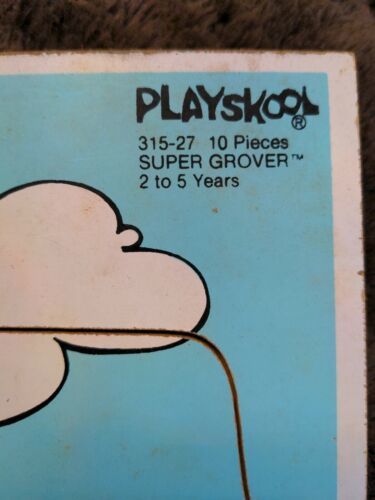 PLAYSKOOL®
315-27 10 Pieces
SUPER GROVER™
2 to 5 Years